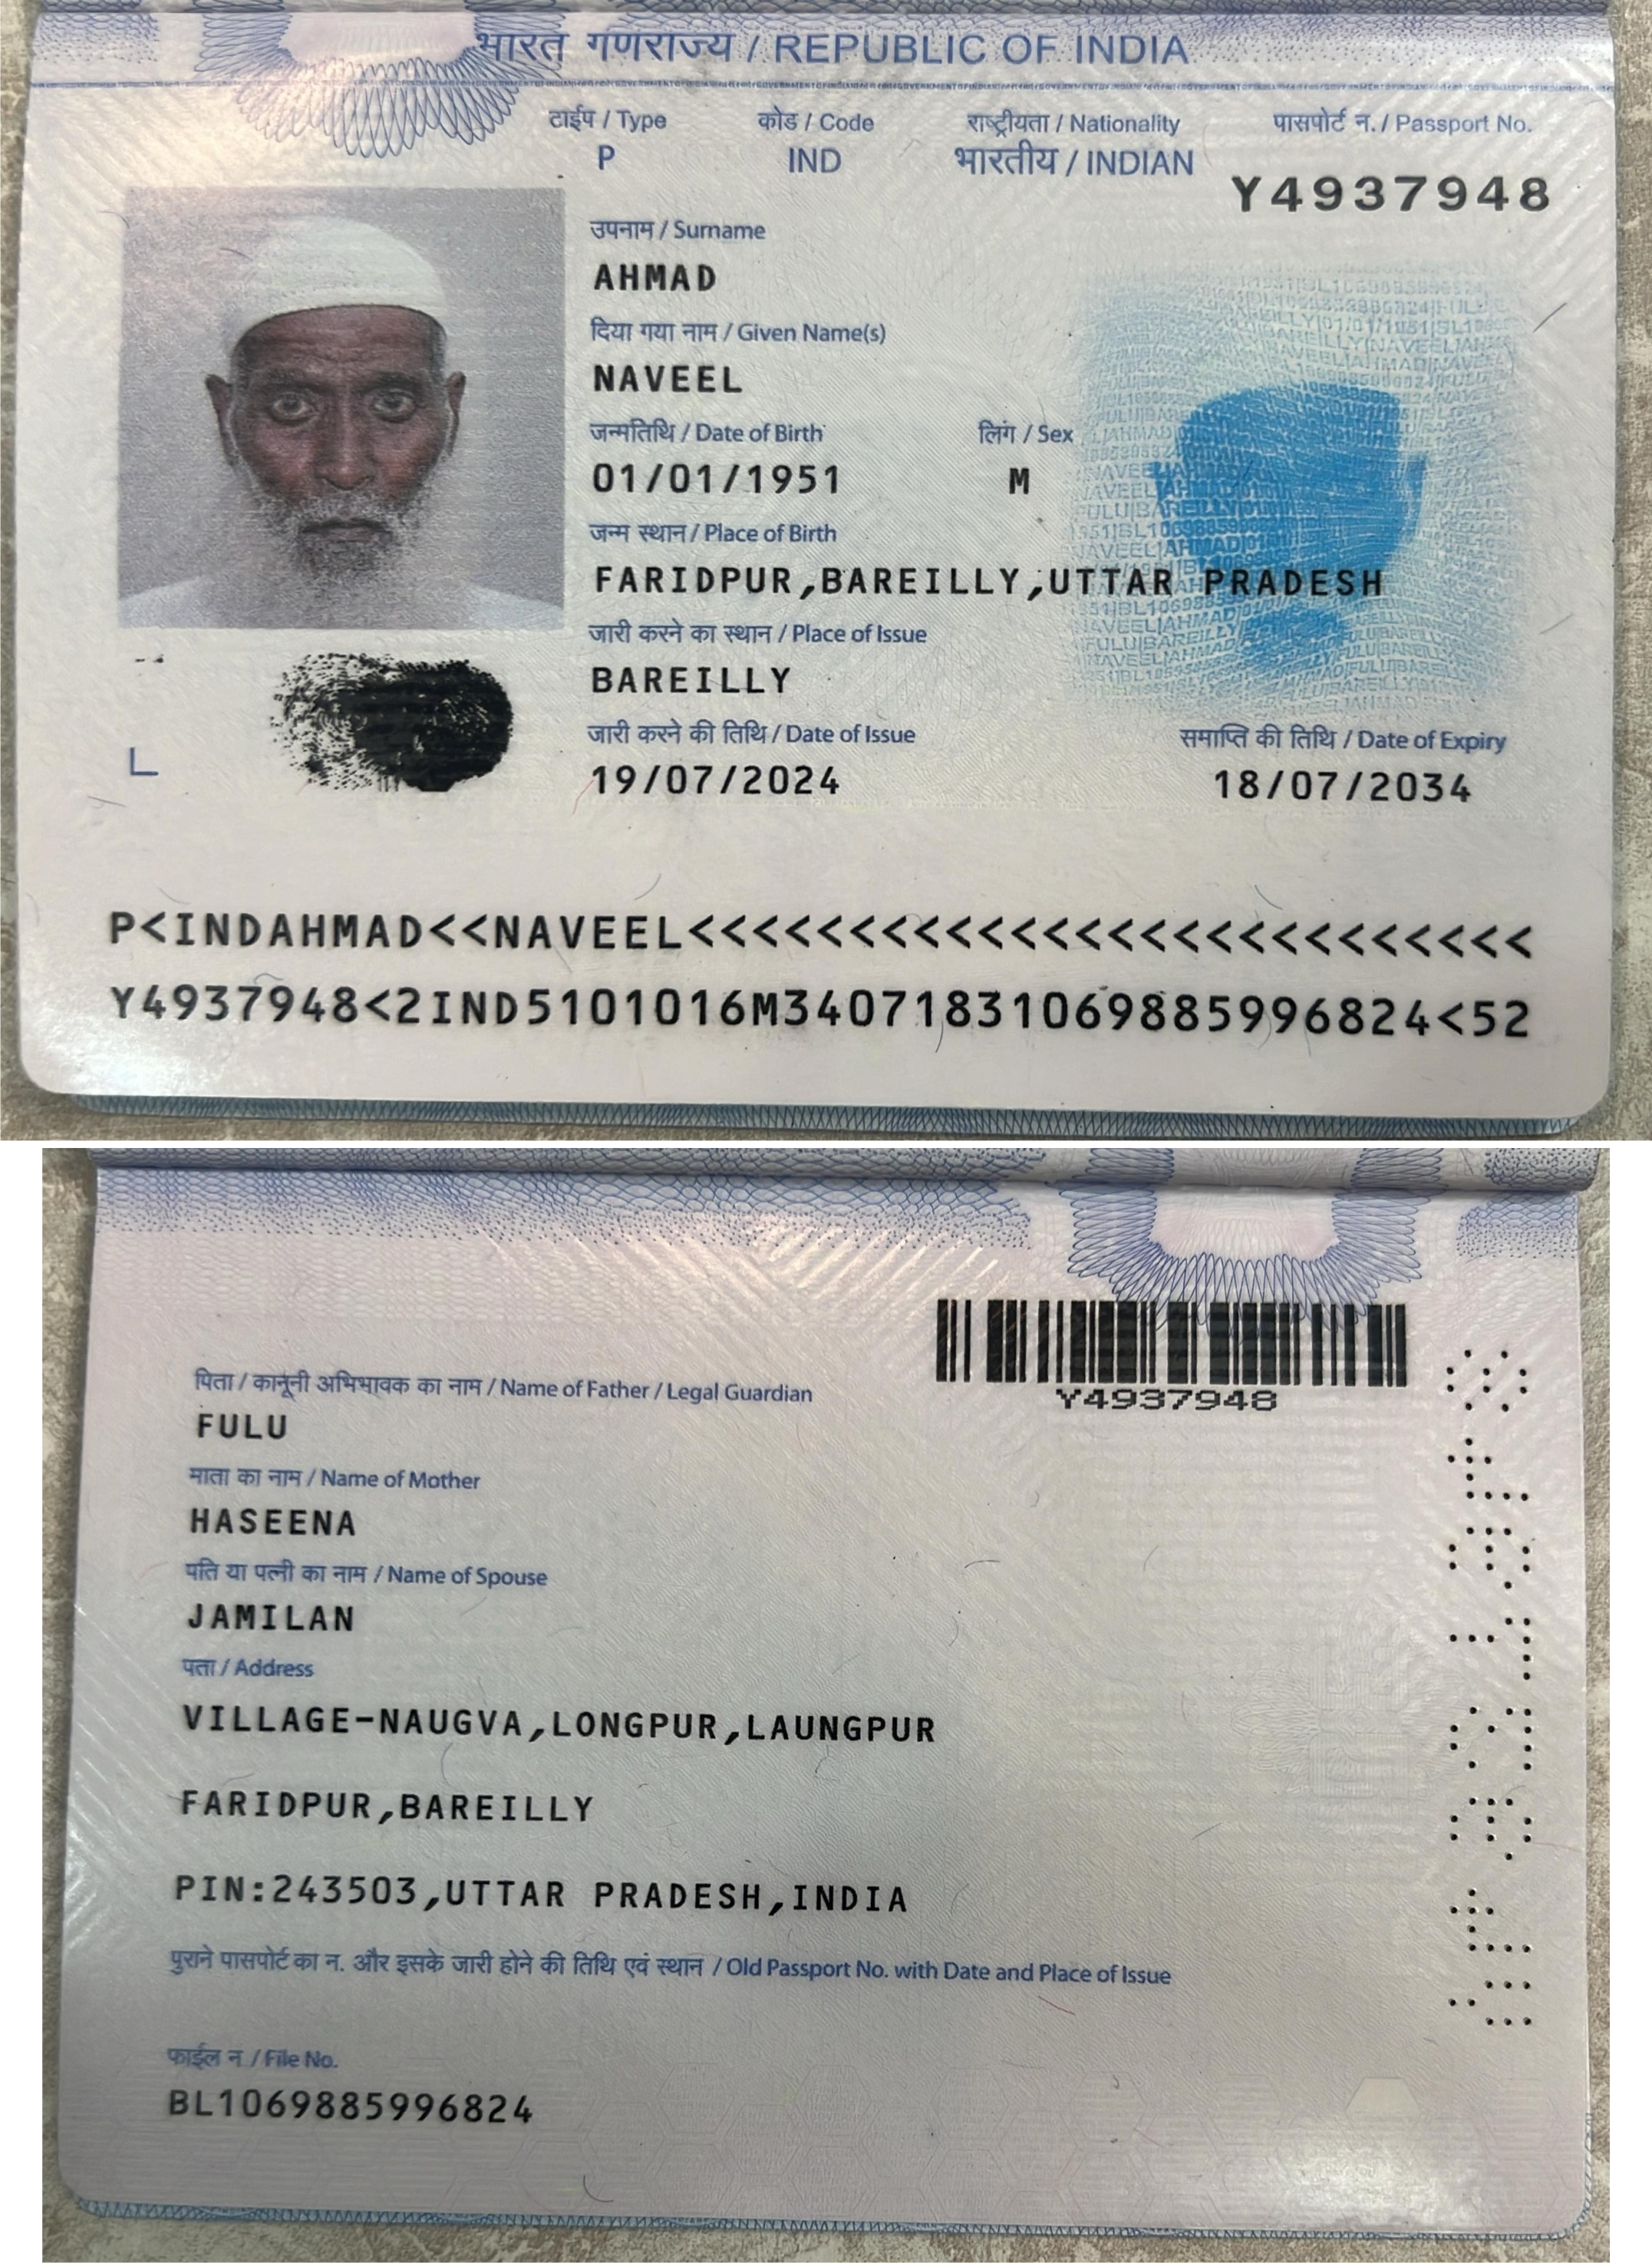 भारत गणराज्य / REPUBLIC OF INDIA
टाईप / Type कोड / Code राष्ट्रीयता / Nationality पासपोर्ट न. / Passport No.
P IND भारतीय / INDIAN Y4937948
उपनाम / Surname
AHMAD
दिया गया नाम / Given Name(s)
NAVEEL
जन्मतिथि / Date of Birth लिंग / Sex
01/01/1951 M
जन्म स्थान / Place of Birth
FARIDPUR,BAREILLY,UTTAR PRADESH
जारी करने का स्थान / Place of Issue
BAREILLY
जारी करने की तिथि / Date of Issue समाप्ति की तिथि / Date of Expiry
L 19/07/2024 18/07/2034
P<INDAHMAD<<NAVEEL<<<<<<<<<<<<<<<<<<<<<<<<<<
Y4937948<2IND5101016M34071831069885996824<52
Y4937948
पिता / कानूनी अभिभावक का नाम / Name of Father / Legal Guardian
FULU
माता का नाम / Name of Mother
HASEENA
पति या पत्नी का नाम / Name of Spouse
JAMILAN
पता / Address
VILLAGE-NAUGVA,LONGPUR,LAUNGPUR
FARIDPUR,BAREILLY
PIN:243503,UTTAR PRADESH,INDIA
पुराने पासपोर्ट का न. और इसके जारी होने की तिथि एवं स्थान / Old Passport No. with Date and Place of Issue
फाईल न / File No.
BL1069885996824